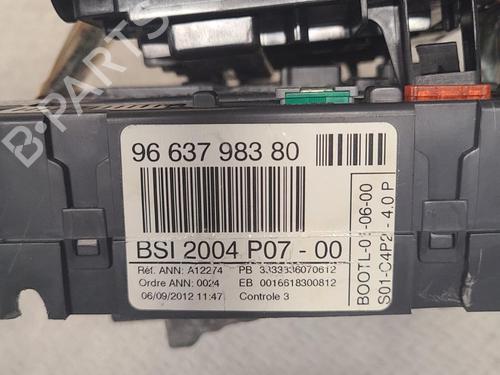 96 637 983 80
BSI 2004 P07 - 00
Réf. ANN: A12274 PB 3333336070612
Ordre ANN: 0024 EB 0016618300812
06/09/2012 11:47 Controle 3
BOOTL-01-06-00
S01-C4P2 - 4.0 P
B-PARTS